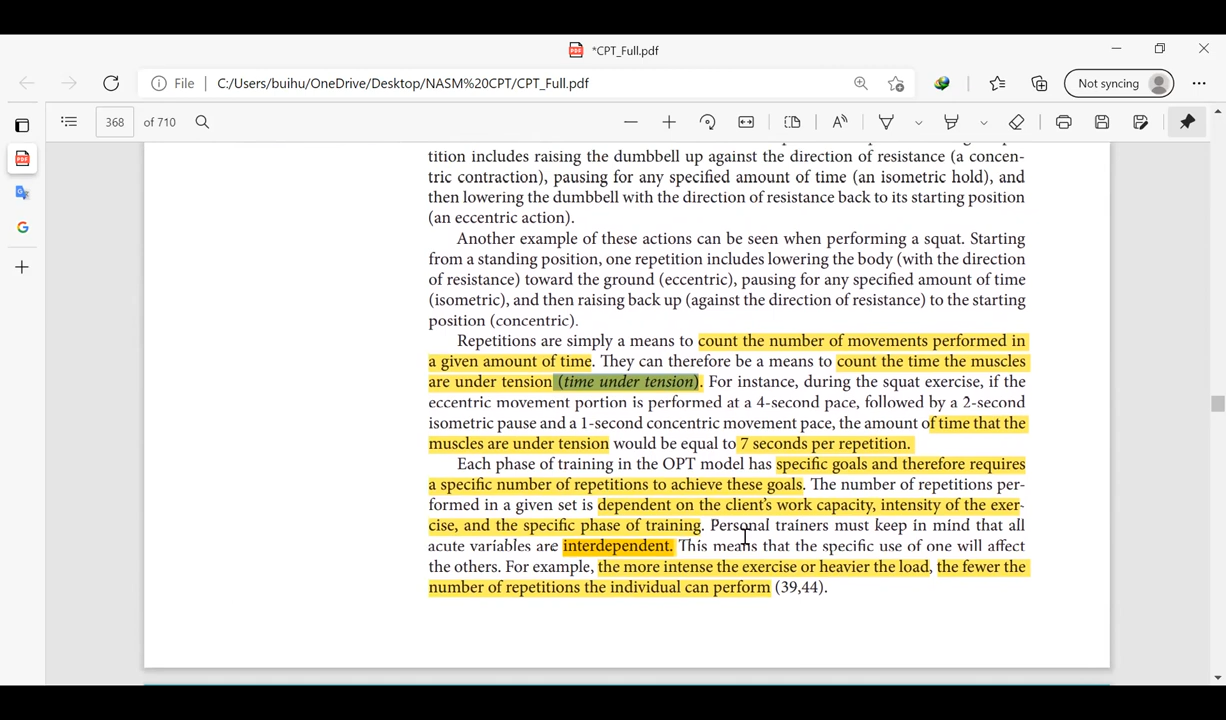 *CPT_Full.pdf
File | C:/Users/buihu/OneDrive/Desktop/NASM%20CPT/CPT_Full.pdf
Not syncing
368 of 710
tition includes raising the dumbbell up against the direction of resistance (a concen-
tric contraction), pausing for any specified amount of time (an isometric hold), and
then lowering the dumbbell with the direction of resistance back to its starting position
(an eccentric action).
Another example of these actions can be seen when performing a squat. Starting
from a standing position, one repetition includes lowering the body (with the direction
of resistance) toward the ground (eccentric), pausing for any specified amount of time
(isometric), and then raising back up (against the direction of resistance) to the starting
position (concentric).
Repetitions are simply a means to count the number of movements performed in
a given amount of time. They can therefore be a means to count the time the muscles
are under tension (time under tension). For instance, during the squat exercise, if the
eccentric movement portion is performed at a 4-second pace, followed by a 2-second
isometric pause and a 1-second concentric movement pace, the amount of time that the
muscles are under tension would be equal to 7 seconds per repetition.
Each phase of training in the OPT model has specific goals and therefore requires
a specific number of repetitions to achieve these goals. The number of repetitions per-
formed in a given set is dependent on the client's work capacity, intensity of the exer-
cise, and the specific phase of training. Personal trainers must keep in mind that all
acute variables are interdependent. This means that the specific use of one will affect
the others. For example, the more intense the exercise or heavier the load, the fewer the
number of repetitions the individual can perform (39,44).